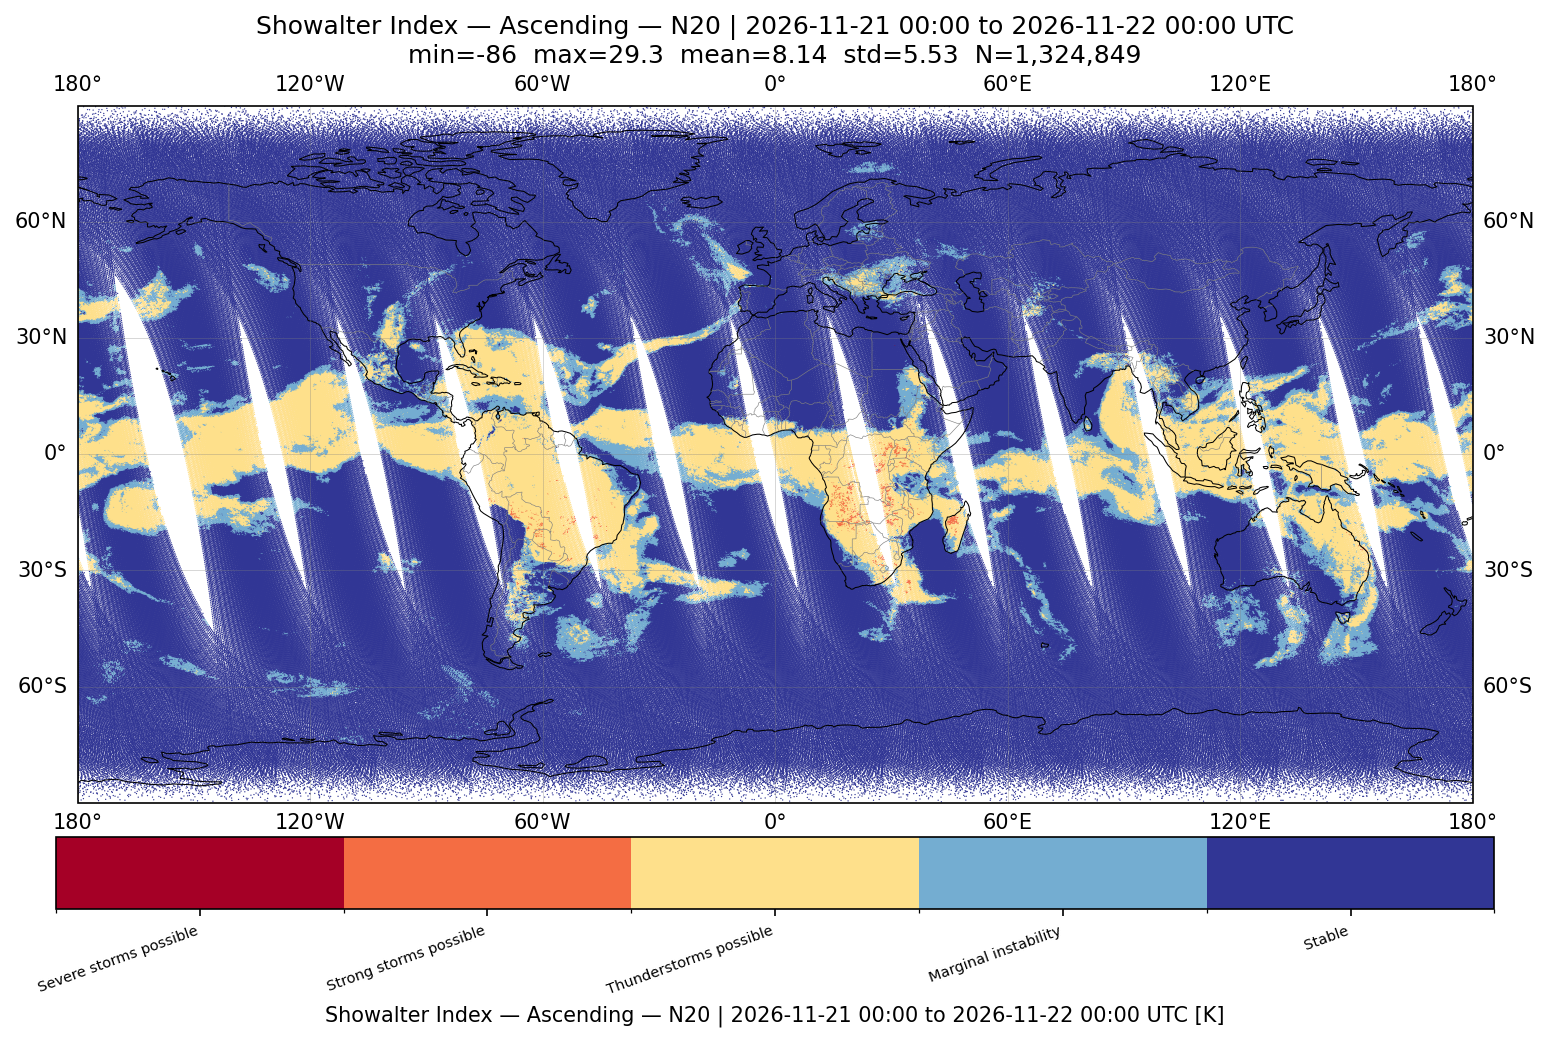 Showalter Index — Ascending — N20 | 2026-11-21 00:00 to 2026-11-22 00:00 UTC
min=-86  max=29.3  mean=8.14  std=5.53  N=1,324,849
180° 120°W 60°W 0° 60°E 120°E 180°
60°N 60°N
30°N 30°N
0° 0°
30°S 30°S
60°S 60°S
180° 120°W 60°W 0° 60°E 120°E 180°
Severe storms possible Strong storms possible Thunderstorms possible Marginal instability Stable
Showalter Index — Ascending — N20 | 2026-11-21 00:00 to 2026-11-22 00:00 UTC [K]